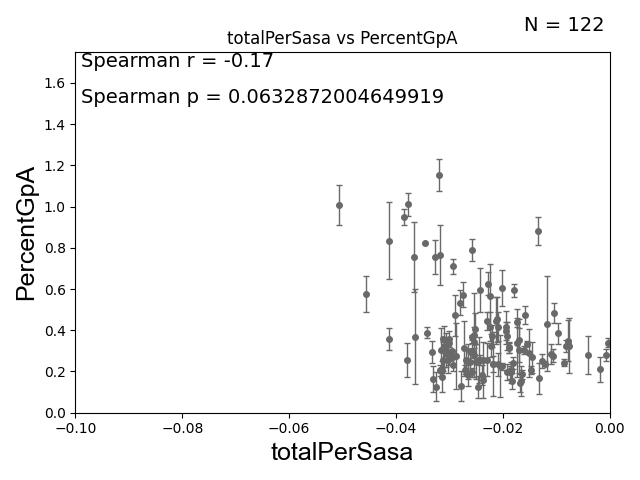 N = 122
totalPerSasa vs PercentGpA
Spearman r = -0.17
Spearman p = 0.0632872004649919
PercentGpA
1.6
1.4
1.2
1.0
0.8
0.6
0.4
0.2
0.0
−0.10 −0.08 −0.06 −0.04 −0.02 0.00
totalPerSasa